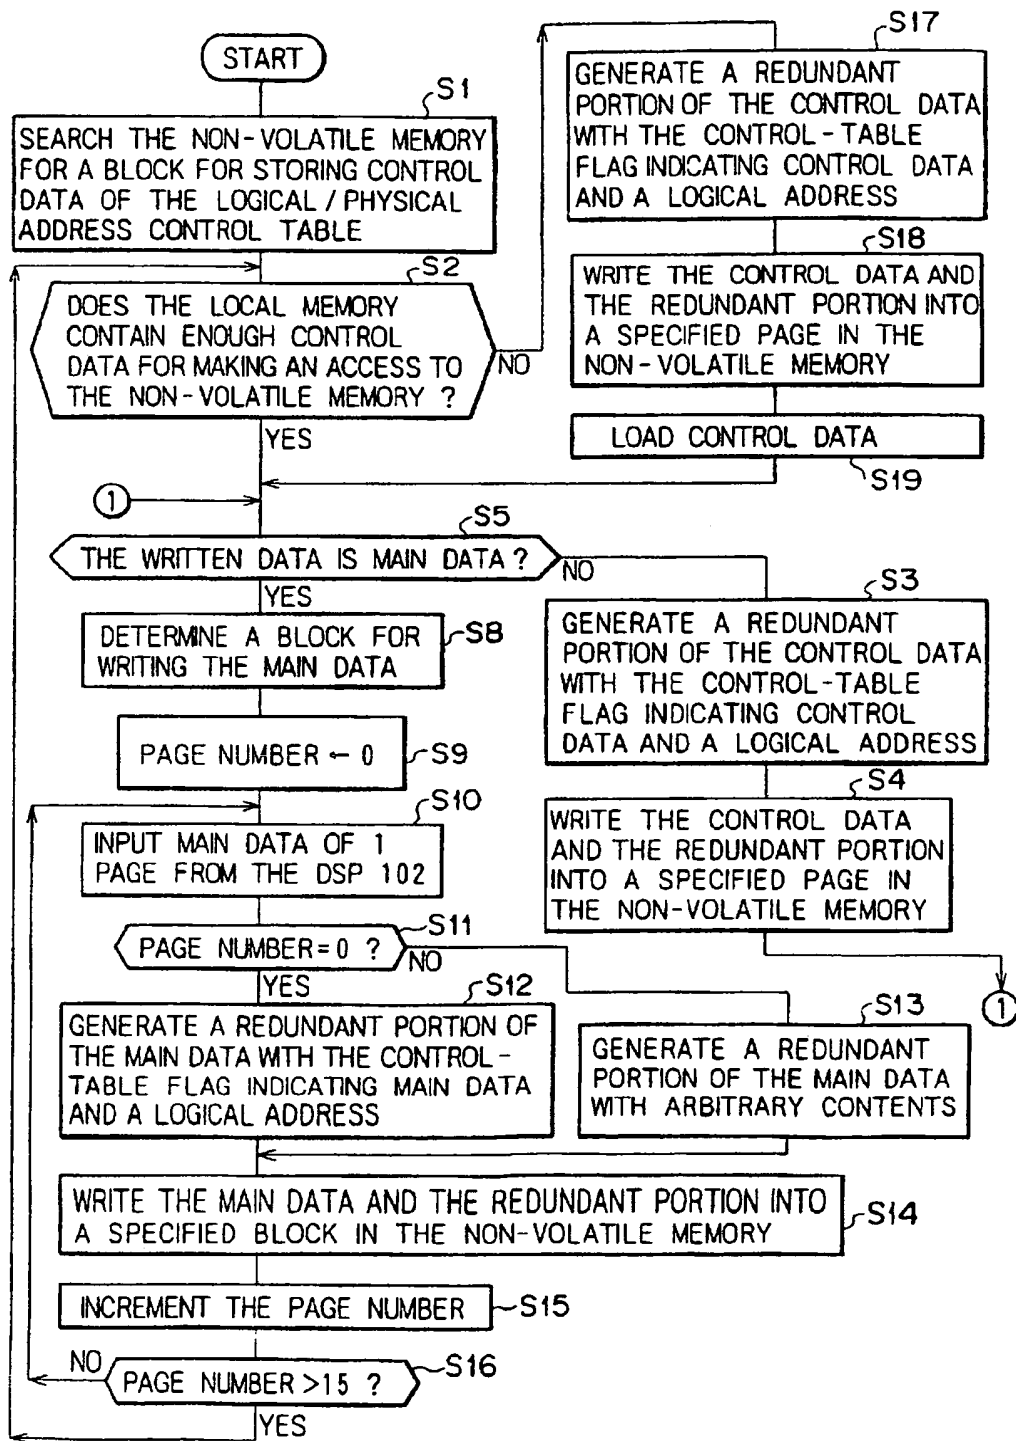 START
S1
SEARCH THE NON-VOLATILE MEMORY
FOR A BLOCK FOR STORING CONTROL
DATA OF THE LOGICAL / PHYSICAL
ADDRESS CONTROL TABLE
S2
DOES THE LOCAL MEMORY
CONTAIN ENOUGH CONTROL
DATA FOR MAKING AN ACCESS TO
THE NON-VOLATILE MEMORY ?
NO
YES
S17
GENERATE A REDUNDANT
PORTION OF THE CONTROL DATA
WITH THE CONTROL-TABLE
FLAG INDICATING CONTROL DATA
AND A LOGICAL ADDRESS
S18
WRITE THE CONTROL DATA AND
THE REDUNDANT PORTION INTO
A SPECIFIED PAGE IN THE
NON-VOLATILE MEMORY
LOAD CONTROL DATA
S19
1
S5
THE WRITTEN DATA IS MAIN DATA ?
NO
YES
S3
GENERATE A REDUNDANT
PORTION OF THE CONTROL DATA
WITH THE CONTROL-TABLE
FLAG INDICATING CONTROL
DATA AND A LOGICAL ADDRESS
S4
WRITE THE CONTROL DATA
AND THE REDUNDANT PORTION
INTO A SPECIFIED PAGE IN
THE NON-VOLATILE MEMORY
1
DETERMINE A BLOCK FOR
WRITING THE MAIN DATA
S8
PAGE NUMBER ← 0
S9
S10
INPUT MAIN DATA OF 1
PAGE FROM THE DSP 102
S11
PAGE NUMBER=0 ?
NO
YES
S12
GENERATE A REDUNDANT PORTION OF
THE MAIN DATA WITH THE CONTROL-
TABLE FLAG INDICATING MAIN DATA
AND A LOGICAL ADDRESS
S13
GENERATE A REDUNDANT
PORTION OF THE MAIN DATA
WITH ARBITRARY CONTENTS
WRITE THE MAIN DATA AND THE REDUNDANT PORTION INTO
A SPECIFIED BLOCK IN THE NON-VOLATILE MEMORY
S14
INCREMENT THE PAGE NUMBER
S15
NO
PAGE NUMBER >15 ?
S16
YES